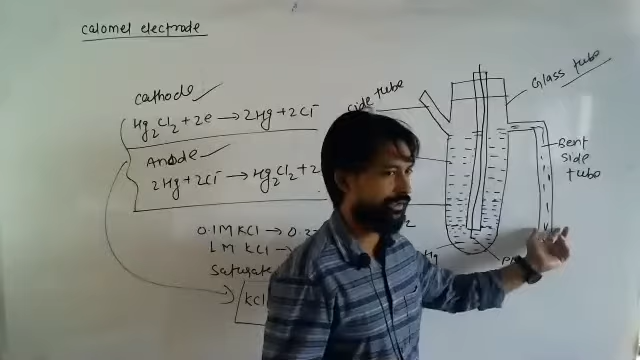 Calomel electrode
Cathode
Hg2Cl2 + 2e → 2Hg + 2Cl⁻
Anode
2Hg + 2Cl⁻ → Hg2Cl2 + 2
0.1M KCl → 0.3
1M KCl →
Saturate
KCl
Side tube
Glass tube
Bent
side
tube
Hg